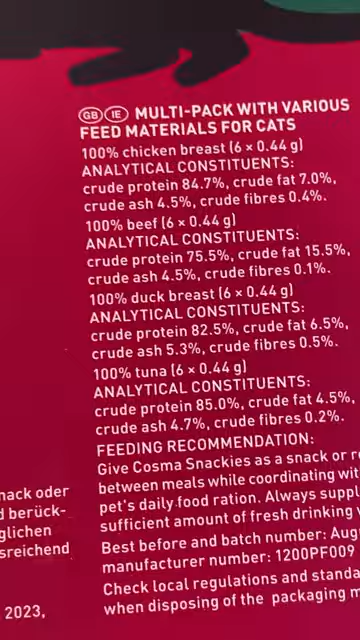 GB IE MULTI-PACK WITH VARIOUS
FEED MATERIALS FOR CATS
100% chicken breast (6 x 0.44 g)
ANALYTICAL CONSTITUENTS:
crude protein 84.7%, crude fat 7.0%,
crude ash 4.5%, crude fibres 0.4%.
100% beef (6 x 0.44 g)
ANALYTICAL CONSTITUENTS:
crude protein 75.5%, crude fat 15.5%,
crude ash 4.5%, crude fibres 0.1%.
100% duck breast (6 x 0.44 g)
ANALYTICAL CONSTITUENTS:
crude protein 82.5%, crude fat 6.5%,
crude ash 5.3%, crude fibres 0.5%.
100% tuna (6 x 0.44 g)
ANALYTICAL CONSTITUENTS:
crude protein 85.0%, crude fat 4.5%,
crude ash 4.7%, crude fibres 0.2%.
FEEDING RECOMMENDATION:
Give Cosma Snackies as a snack or r
between meals while coordinating wit
pet's daily food ration. Always suppl
sufficient amount of fresh drinking
Best before and batch number: Aug
manufacturer number: 1200PF009
Check local regulations and standa
when disposing of the packaging m
nack oder
d berück-
glichen
sreichend
2023,